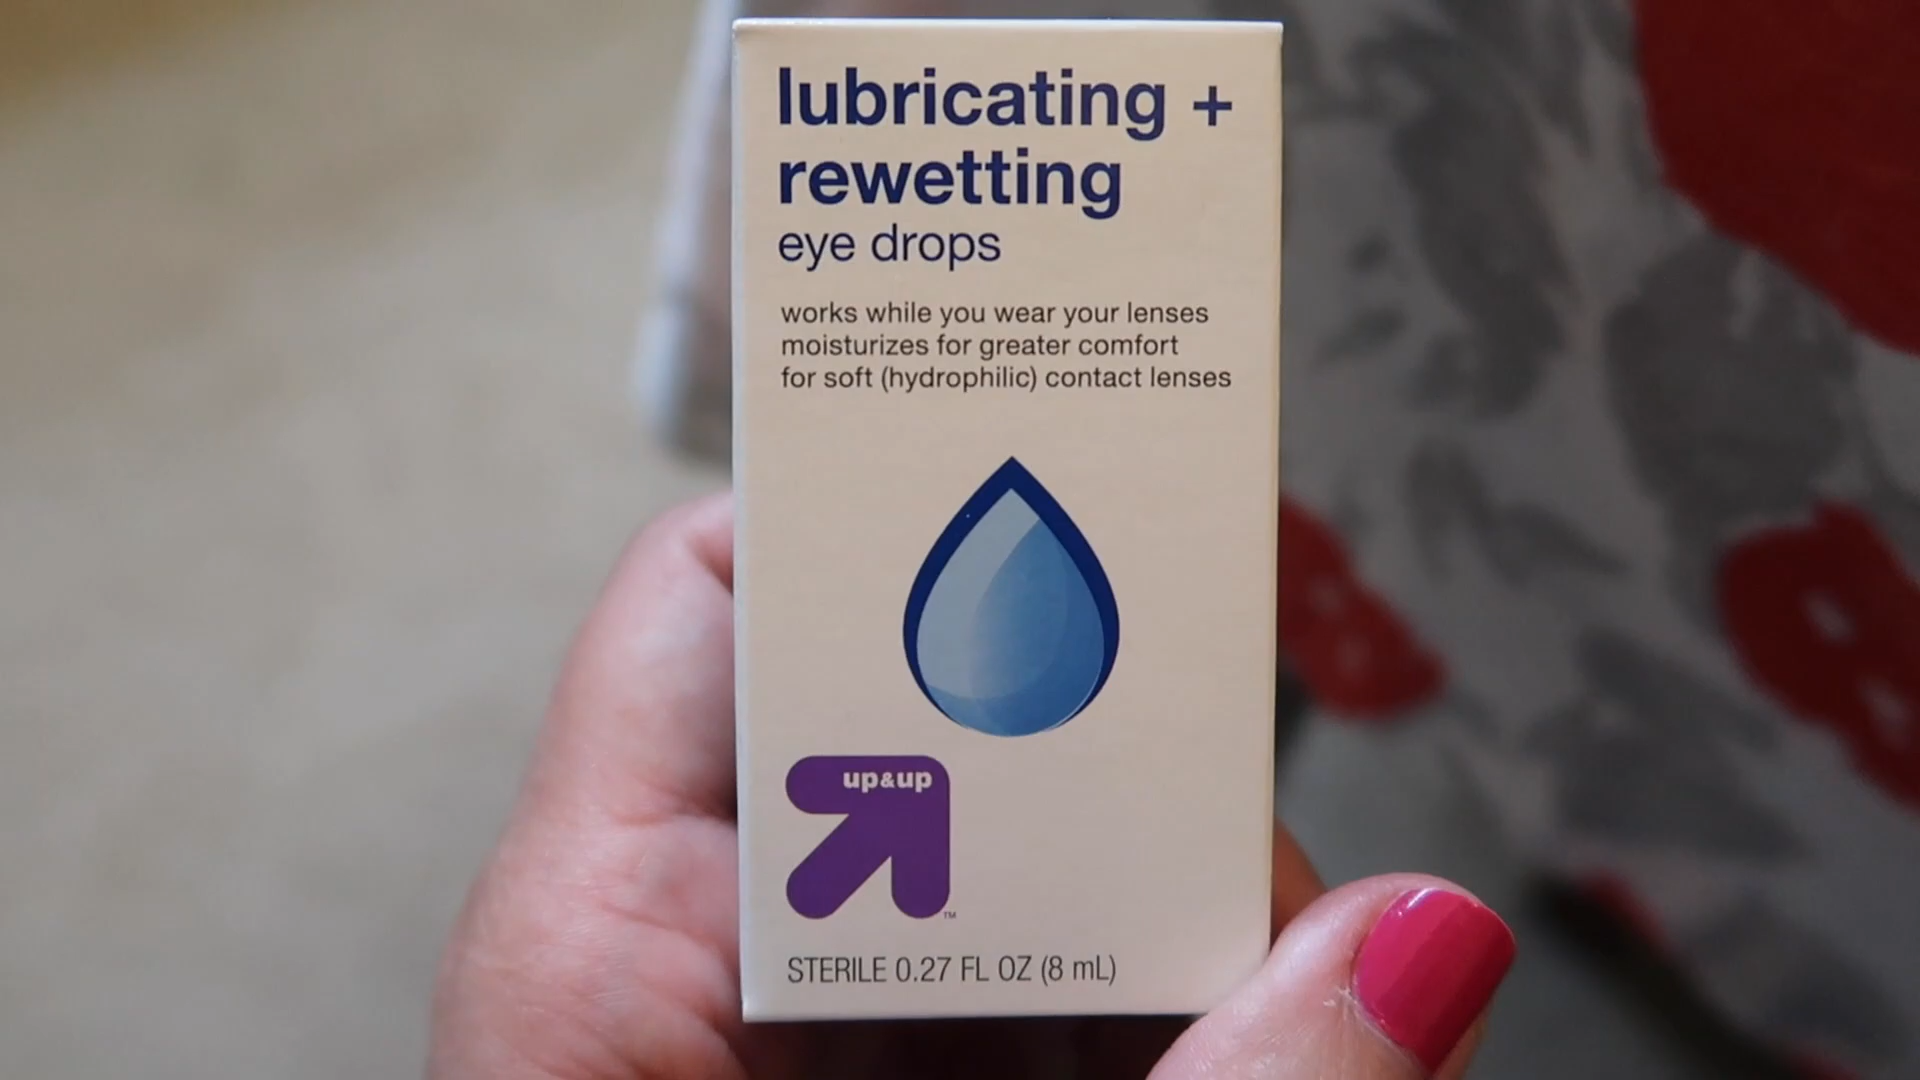 lubricating +
rewetting
eye drops
works while you wear your lenses
moisturizes for greater comfort
for soft (hydrophilic) contact lenses
up&up
™
STERILE 0.27 FL OZ (8 mL)